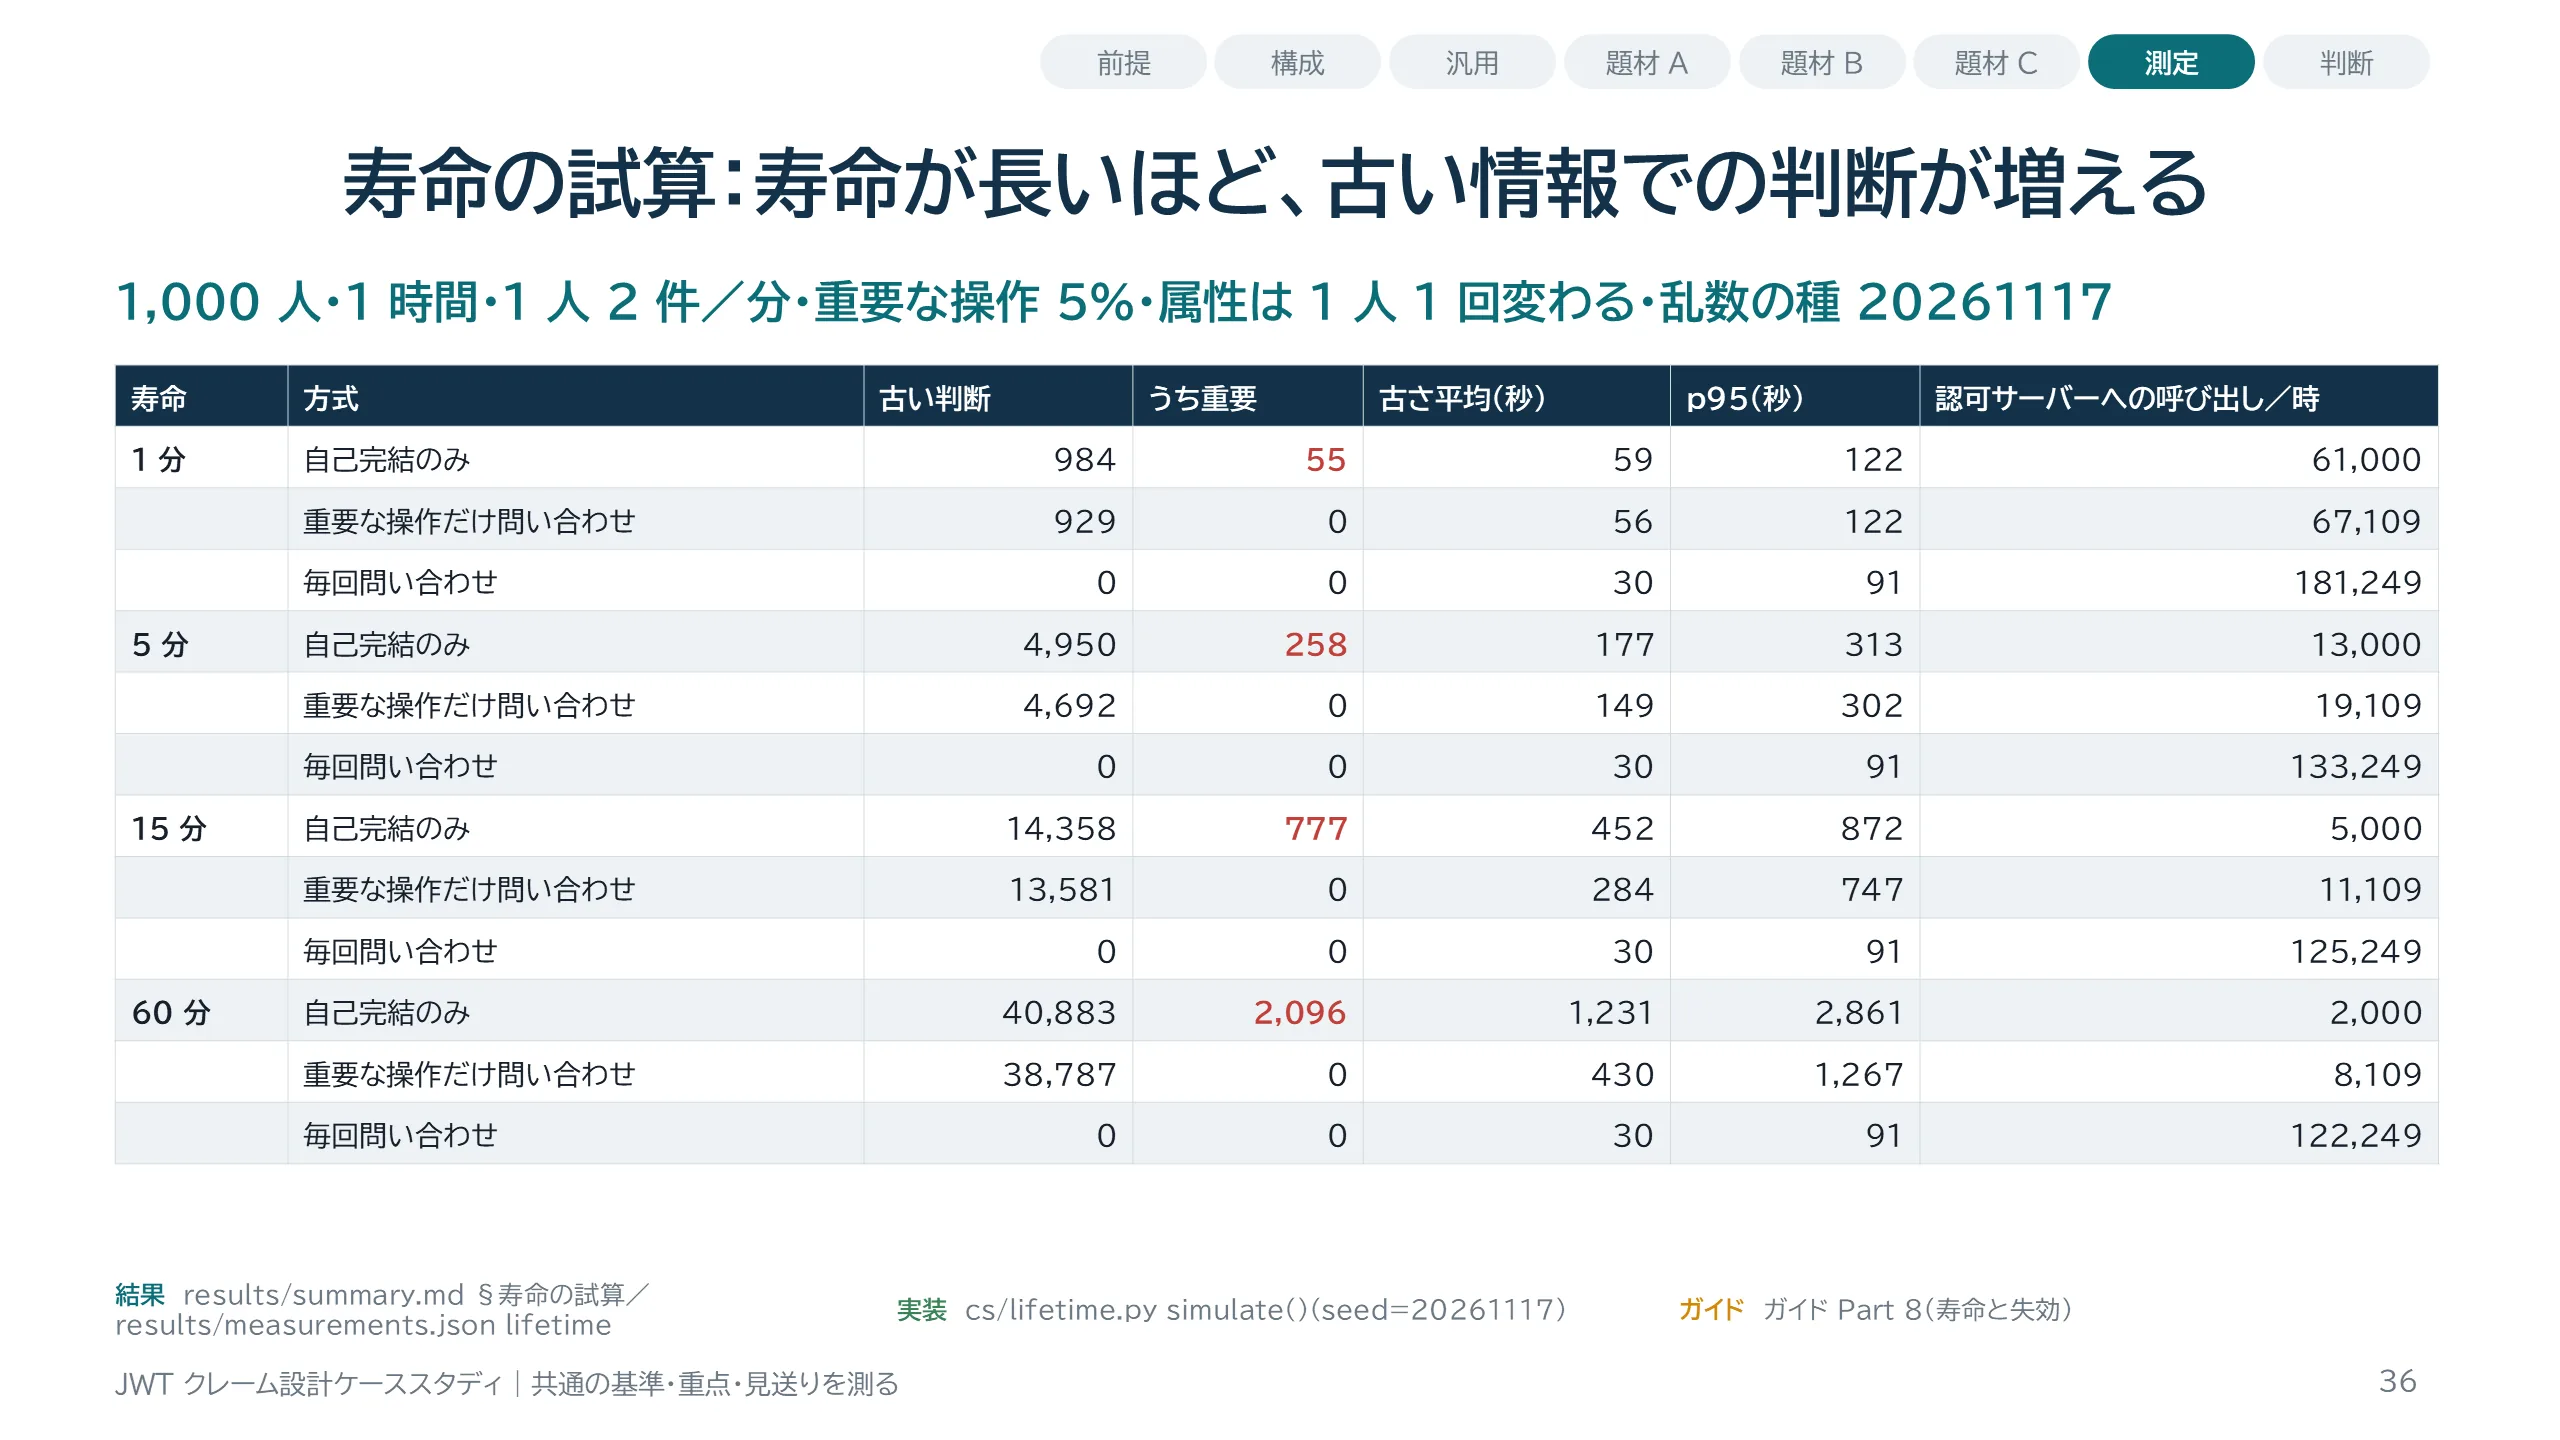 前提 構成 汎用 題材 A 題材 B 題材 C 測定 判断
寿命の試算：寿命が長いほど、古い情報での判断が増える
1,000 人・1 時間・1 人 2 件／分・重要な操作 5%・属性は 1 人 1 回変わる・乱数の種 20261117
寿命 方式 古い判断 うち重要 古さ平均（秒） p95（秒） 認可サーバーへの呼び出し／時
1 分 自己完結のみ 984 55 59 122 61,000
重要な操作だけ問い合わせ 929 0 56 122 67,109
毎回問い合わせ 0 0 30 91 181,249
5 分 自己完結のみ 4,950 258 177 313 13,000
重要な操作だけ問い合わせ 4,692 0 149 302 19,109
毎回問い合わせ 0 0 30 91 133,249
15 分 自己完結のみ 14,358 777 452 872 5,000
重要な操作だけ問い合わせ 13,581 0 284 747 11,109
毎回問い合わせ 0 0 30 91 125,249
60 分 自己完結のみ 40,883 2,096 1,231 2,861 2,000
重要な操作だけ問い合わせ 38,787 0 430 1,267 8,109
毎回問い合わせ 0 0 30 91 122,249
結果 results/summary.md §寿命の試算／
results/measurements.json lifetime
実装 cs/lifetime.py simulate()（seed=20261117）
ガイド ガイド Part 8（寿命と失効）
JWT クレーム設計ケーススタディ｜共通の基準・重点・見送りを測る
36